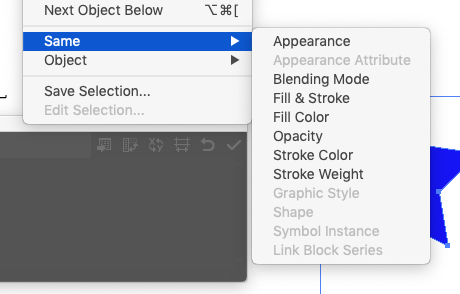 Next Object Below ⌥⌘[
Same ▶
Object ▶
Save Selection...
Edit Selection...
Appearance
Appearance Attribute
Blending Mode
Fill & Stroke
Fill Color
Opacity
Stroke Color
Stroke Weight
Graphic Style
Shape
Symbol Instance
Link Block Series